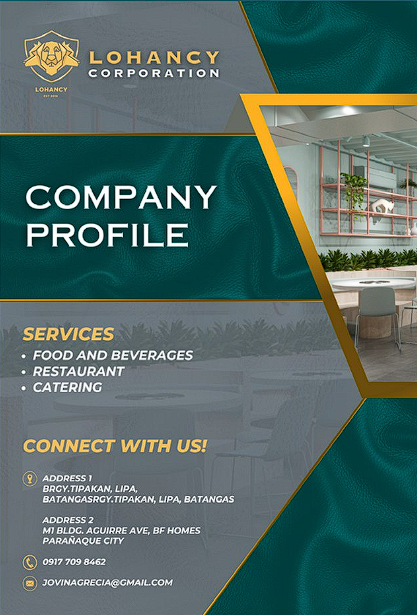 LOHANCY
CORPORATION
LOHANCY
COMPANY
PROFILE
SERVICES
• FOOD AND BEVERAGES
• RESTAURANT
• CATERING
CONNECT WITH US!
ADDRESS 1
BRGY.TIPAKAN, LIPA,
BATANGASRGY.TIPAKAN, LIPA, BATANGAS
ADDRESS 2
M1 BLDG. AGUIRRE AVE, BF HOMES
PARAÑAQUE CITY
0917 709 8462
JOVINAGRECIA@GMAIL.COM